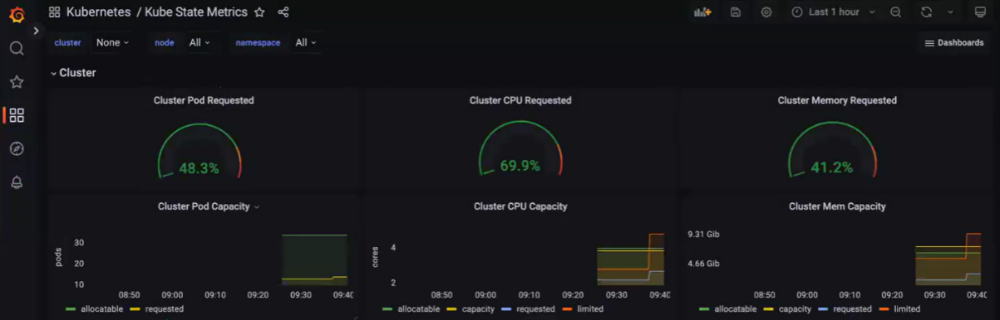 Kubernetes / Kube State Metrics
Last 1 hour
cluster None node All namespace All
Dashboards
Cluster
Cluster Pod Requested
48.3%
Cluster CPU Requested
69.9%
Cluster Memory Requested
41.2%
Cluster Pod Capacity
pods
30
20
10
08:50 09:00 09:10 09:20 09:30 09:40
allocatable requested
Cluster CPU Capacity
cores
4
2
08:50 09:00 09:10 09:20 09:30 09:40
allocatable capacity requested limited
Cluster Mem Capacity
9.31 Gib
4.66 Gib
08:50 09:00 09:10 09:20 09:30 09:40
allocatable capacity requested limited